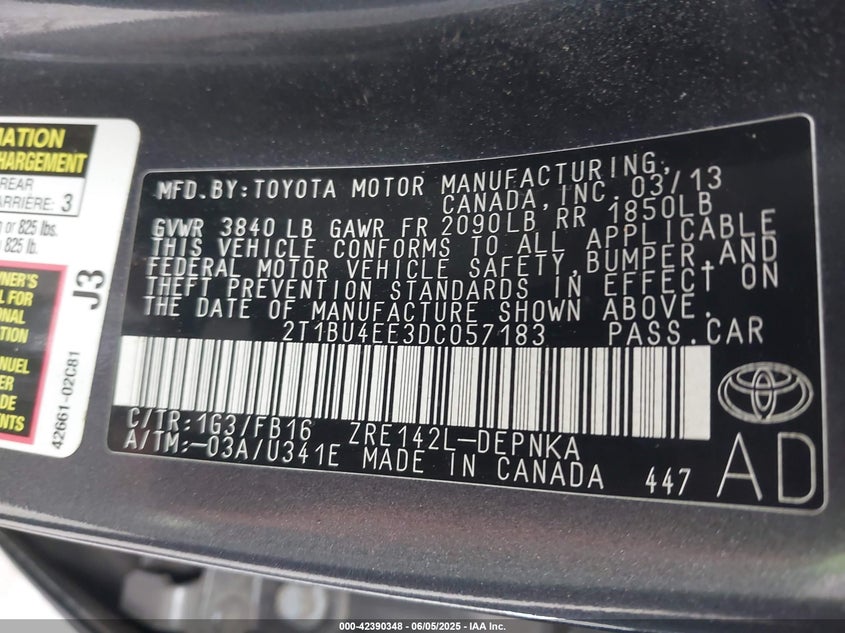 MATION
HARGEMENT
REAR
ARRIÈRE: 3
or 825 lbs.
825 lb.
WNER'S
L FOR
ONAL
ATION
NUEL
ER
DE
MENTS
J3
42661-02C81
MFD.BY:TOYOTA MOTOR MANUFACTURING,
CANADA,INC. 03/13
GVWR 3840 LB GAWR FR 2090LB RR 1850LB
THIS VEHICLE CONFORMS TO ALL APPLICABLE
FEDERAL MOTOR VEHICLE SAFETY,BUMPER,AND
THEFT PREVENTION STANDARDS IN EFFECT ON
THE DATE OF MANUFACTURE SHOWN ABOVE.
2T1BU4EE3DC057183 PASS.CAR
C/TR:1G3/FB16 ZRE142L-DEPNKA
A/TM:-03A/U341E MADE IN CANADA 447
AD
000-42390348 - 06/05/2025 - IAA Inc.